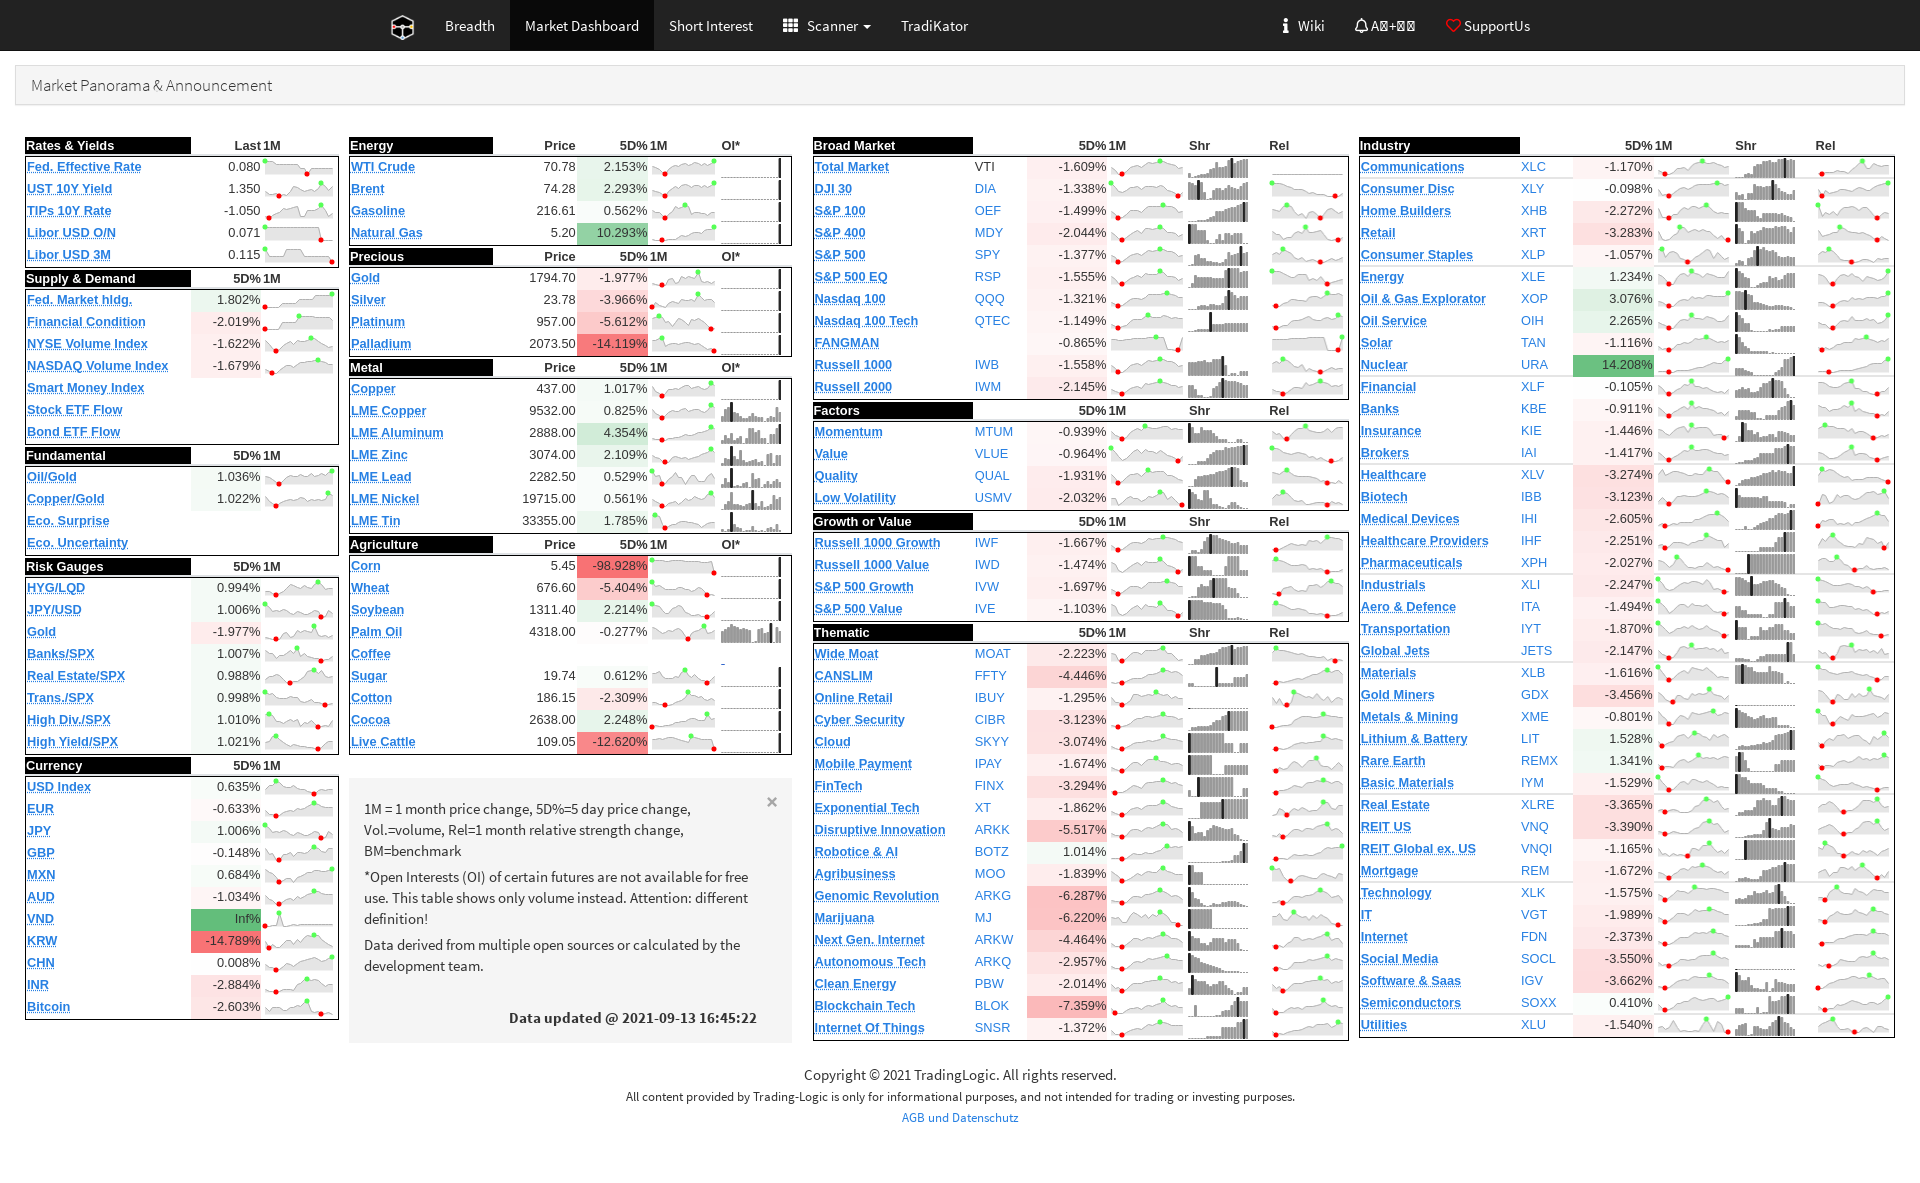 Breadth Market Dashboard Short Interest Scanner TradiKator Wiki SupportUs
Market Panorama & Announcement
Rates & Yields Last 1M
Fed. Effective Rate 0.080
UST 10Y Yield 1.350
TIPs 10Y Rate -1.050
Libor USD O/N 0.071
Libor USD 3M 0.115
Supply & Demand 5D% 1M
Fed. Market hldg. 1.802%
Financial Condition -2.019%
NYSE Volume Index -1.622%
NASDAQ Volume Index -1.679%
Smart Money Index
Stock ETF Flow
Bond ETF Flow
Fundamental 5D% 1M
Oil/Gold 1.036%
Copper/Gold 1.022%
Eco. Surprise
Eco. Uncertainty
Risk Gauges 5D% 1M
HYG/LQD 0.994%
JPY/USD 1.006%
Gold -1.977%
Banks/SPX 1.007%
Real Estate/SPX 0.988%
Trans./SPX 0.998%
High Div./SPX 1.010%
High Yield/SPX 1.021%
Currency 5D% 1M
USD Index 0.635%
EUR -0.633%
JPY 1.006%
GBP -0.148%
MXN 0.684%
AUD -1.034%
VND Inf%
KRW -14.789%
CHN 0.008%
INR -2.884%
Bitcoin -2.603%
Energy Price 5D% 1M OI*
WTI Crude 70.78 2.153%
Brent 74.28 2.293%
Gasoline 216.61 0.562%
Natural Gas 5.20 10.293%
Precious Price 5D% 1M OI*
Gold 1794.70 -1.977%
Silver 23.78 -3.966%
Platinum 957.00 -5.612%
Palladium 2073.50 -14.119%
Metal Price 5D% 1M OI*
Copper 437.00 1.017%
LME Copper 9532.00 0.825%
LME Aluminum 2888.00 4.354%
LME Zinc 3074.00 2.109%
LME Lead 2282.50 0.529%
LME Nickel 19715.00 0.561%
LME Tin 33355.00 1.785%
Agriculture Price 5D% 1M OI*
Corn 5.45 -98.928%
Wheat 676.60 -5.404%
Soybean 1311.40 2.214%
Palm Oil 4318.00 -0.277%
Coffee -
Sugar 19.74 0.612%
Cotton 186.15 -2.309%
Cocoa 2638.00 2.248%
Live Cattle 109.05 -12.620%
×
1M = 1 month price change, 5D%=5 day price change,
Vol.=volume, Rel=1 month relative strength change,
BM=benchmark
*Open Interests (OI) of certain futures are not available for free
use. This table shows only volume instead. Attention: different
definition!
Data derived from multiple open sources or calculated by the
development team.
Data updated @ 2021-09-13 16:45:22
Broad Market 5D% 1M Shr Rel
Total Market VTI -1.609%
DJI 30 DIA -1.338%
S&P 100 OEF -1.499%
S&P 400 MDY -2.044%
S&P 500 SPY -1.377%
S&P 500 EQ RSP -1.555%
Nasdaq 100 QQQ -1.321%
Nasdaq 100 Tech QTEC -1.149%
FANGMAN -0.865%
Russell 1000 IWB -1.558%
Russell 2000 IWM -2.145%
Factors 5D% 1M Shr Rel
Momentum MTUM -0.939%
Value VLUE -0.964%
Quality QUAL -1.931%
Low Volatility USMV -2.032%
Growth or Value 5D% 1M Shr Rel
Russell 1000 Growth IWF -1.667%
Russell 1000 Value IWD -1.474%
S&P 500 Growth IVW -1.697%
S&P 500 Value IVE -1.103%
Thematic 5D% 1M Shr Rel
Wide Moat MOAT -2.223%
CANSLIM FFTY -4.446%
Online Retail IBUY -1.295%
Cyber Security CIBR -3.123%
Cloud SKYY -3.074%
Mobile Payment IPAY -1.674%
FinTech FINX -3.294%
Exponential Tech XT -1.862%
Disruptive Innovation ARKK -5.517%
Robotice & AI BOTZ 1.014%
Agribusiness MOO -1.839%
Genomic Revolution ARKG -6.287%
Marijuana MJ -6.220%
Next Gen. Internet ARKW -4.464%
Autonomous Tech ARKQ -2.957%
Clean Energy PBW -2.014%
Blockchain Tech BLOK -7.359%
Internet Of Things SNSR -1.372%
Industry 5D% 1M Shr Rel
Communications XLC -1.170%
Consumer Disc XLY -0.098%
Home Builders XHB -2.272%
Retail XRT -3.283%
Consumer Staples XLP -1.057%
Energy XLE 1.234%
Oil & Gas Explorator XOP 3.076%
Oil Service OIH 2.265%
Solar TAN -1.116%
Nuclear URA 14.208%
Financial XLF -0.105%
Banks KBE -0.911%
Insurance KIE -1.446%
Brokers IAI -1.417%
Healthcare XLV -3.274%
Biotech IBB -3.123%
Medical Devices IHI -2.605%
Healthcare Providers IHF -2.251%
Pharmaceuticals XPH -2.027%
Industrials XLI -2.247%
Aero & Defence ITA -1.494%
Transportation IYT -1.870%
Global Jets JETS -2.147%
Materials XLB -1.616%
Gold Miners GDX -3.456%
Metals & Mining XME -0.801%
Lithium & Battery LIT 1.528%
Rare Earth REMX 1.341%
Basic Materials IYM -1.529%
Real Estate XLRE -3.365%
REIT US VNQ -3.390%
REIT Global ex. US VNQI -1.165%
Mortgage REM -1.672%
Technology XLK -1.575%
IT VGT -1.989%
Internet FDN -2.373%
Social Media SOCL -3.550%
Software & Saas IGV -3.662%
Semiconductors SOXX 0.410%
Utilities XLU -1.540%
Copyright © 2021 TradingLogic. All rights reserved.
All content provided by Trading-Logic is only for informational purposes, and not intended for trading or investing purposes.
AGB und Datenschutz